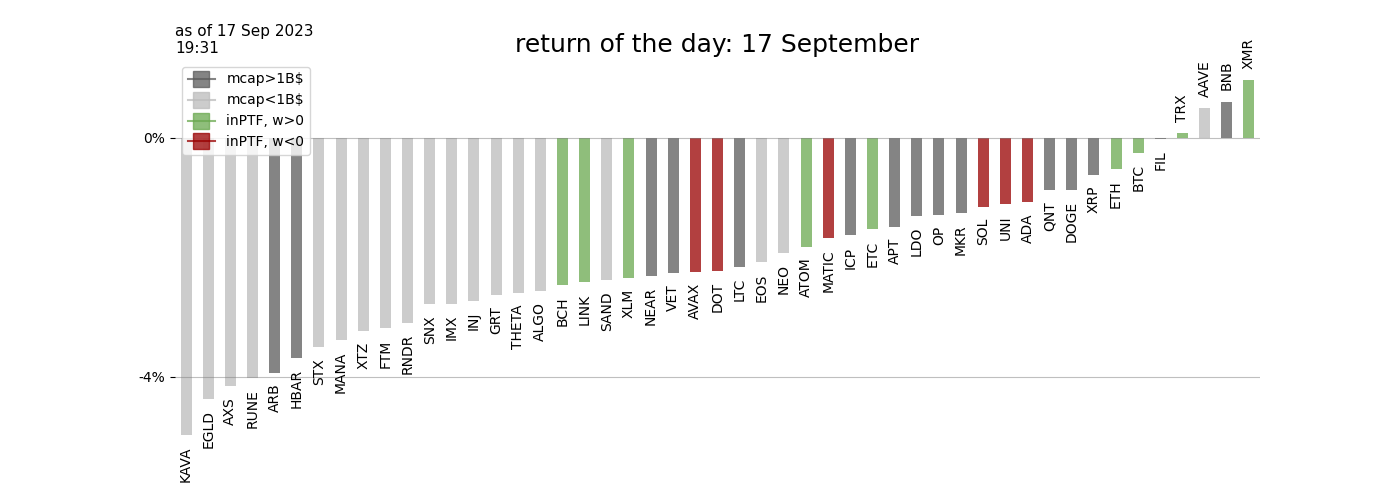 as of 17 Sep 2023
19:31
return of the day: 17 September
mcap>1B$
mcap<1B$
inPTF, w>0
inPTF, w<0
0%
-4%
KAVA
EGLD
AXS
RUNE
ARB
HBAR
STX
MANA
XTZ
FTM
RNDR
SNX
IMX
INJ
GRT
THETA
ALGO
BCH
LINK
SAND
XLM
NEAR
VET
AVAX
DOT
LTC
EOS
NEO
ATOM
MATIC
ICP
ETC
APT
LDO
OP
MKR
SOL
UNI
ADA
QNT
DOGE
XRP
ETH
BTC
FIL
TRX
AAVE
BNB
XMR